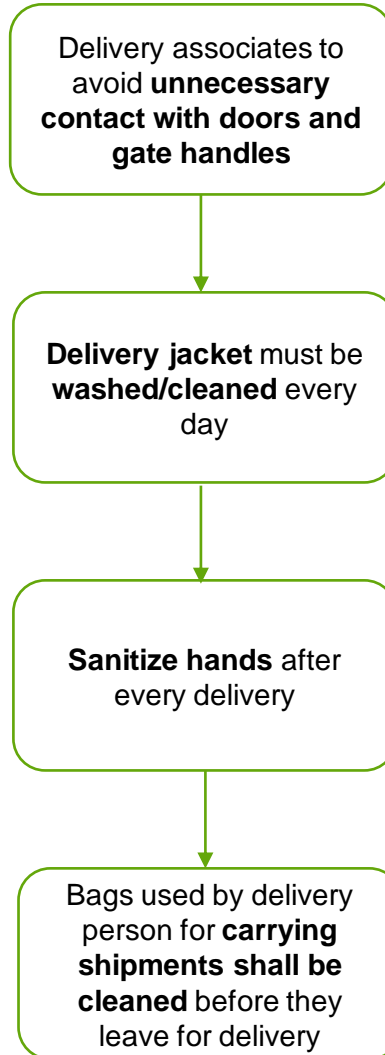 Delivery associates to
avoid unnecessary
contact with doors and
gate handles
Delivery jacket must be
washed/cleaned every
day
Sanitize hands after
every delivery
Bags used by delivery
person for carrying
shipments shall be
cleaned before they
leave for delivery